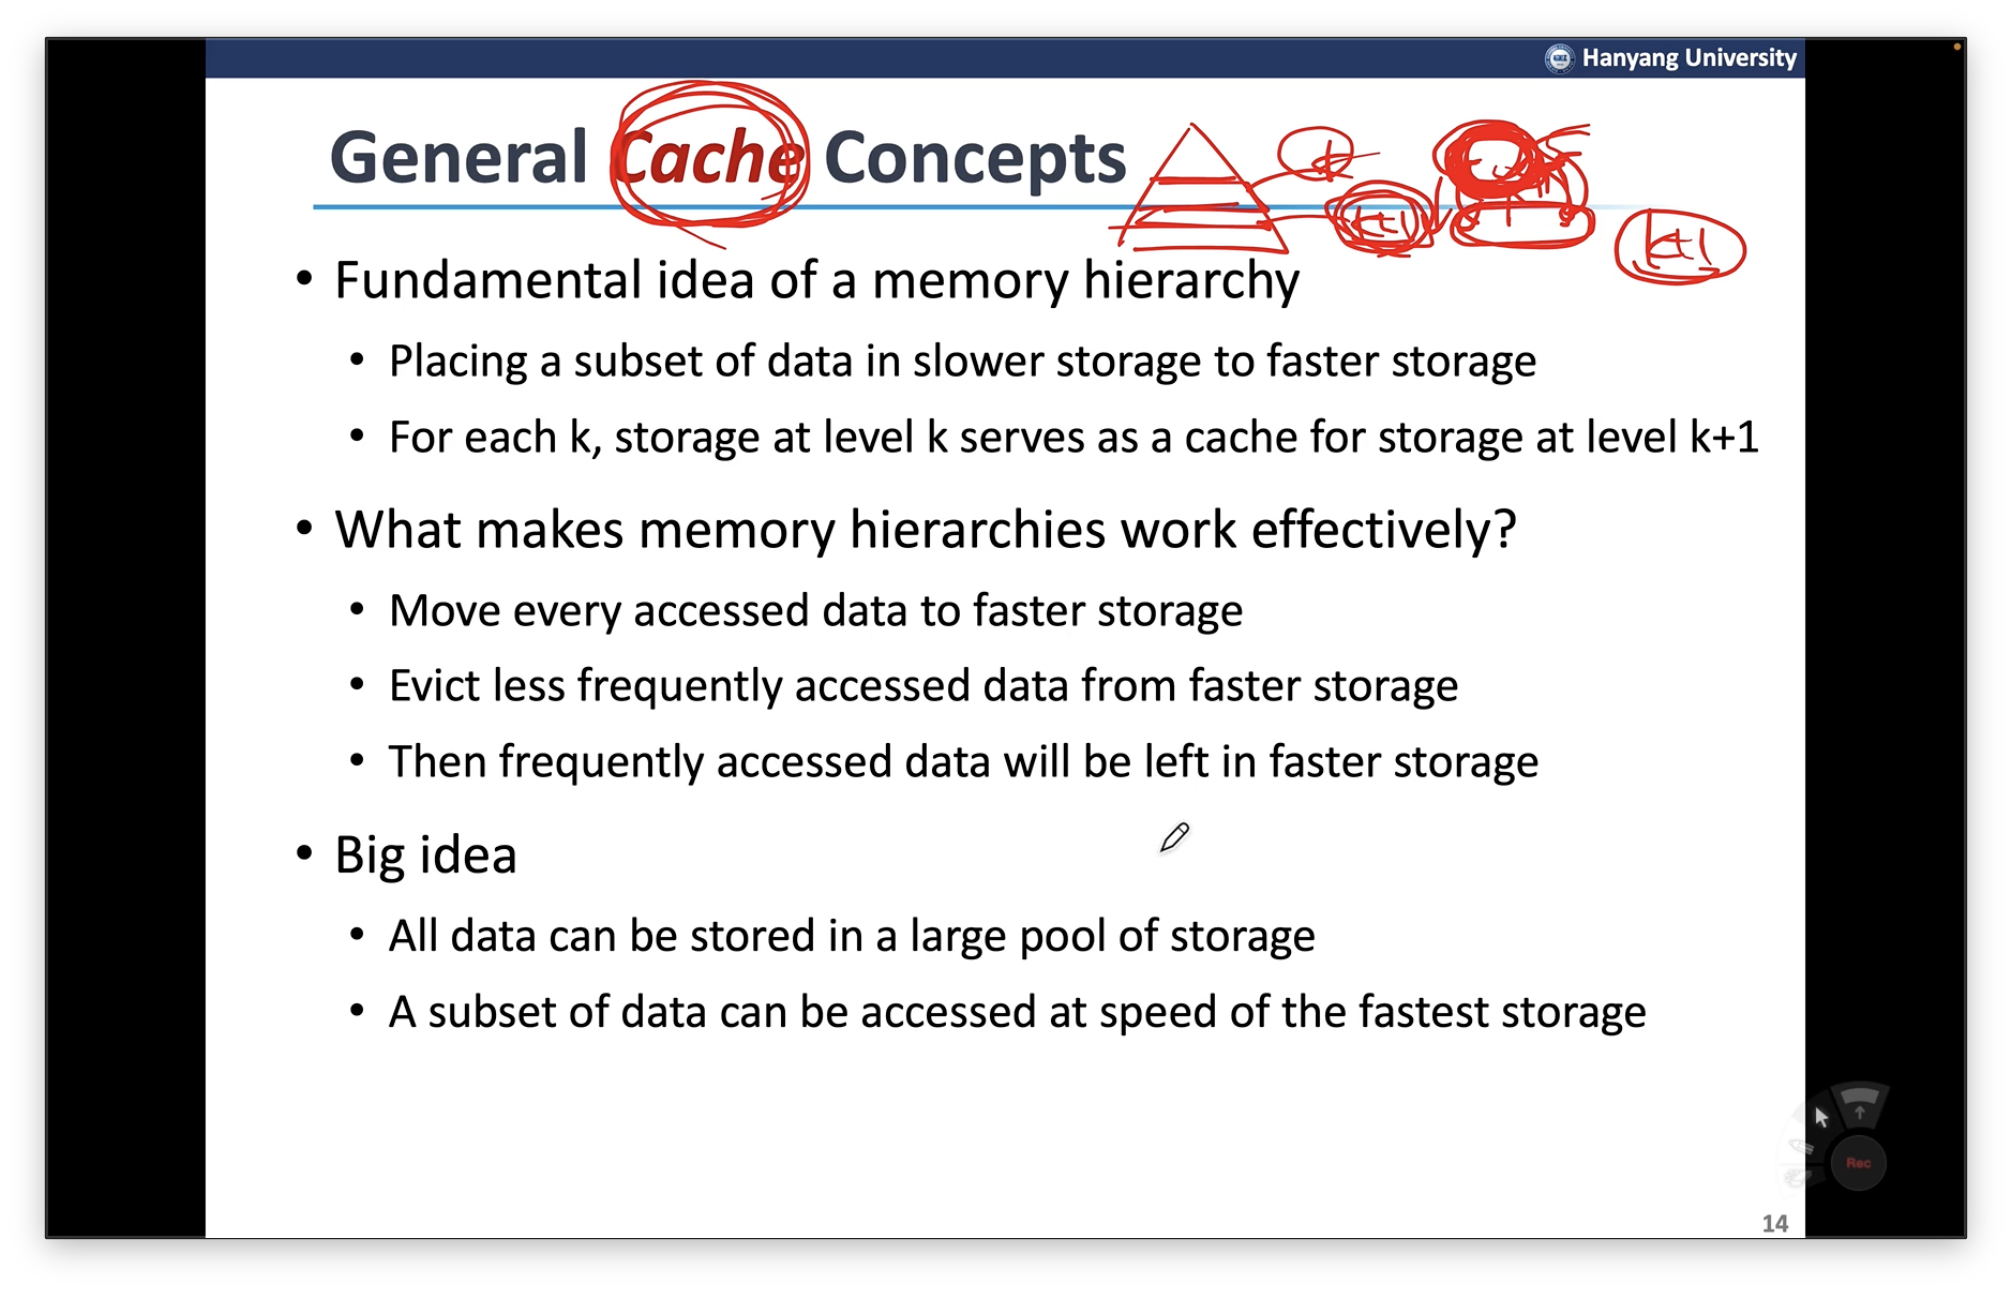 Hanyang University
General Cache Concepts
k
k+1
k+1
• Fundamental idea of a memory hierarchy
• Placing a subset of data in slower storage to faster storage
• For each k, storage at level k serves as a cache for storage at level k+1
• What makes memory hierarchies work effectively?
• Move every accessed data to faster storage
• Evict less frequently accessed data from faster storage
• Then frequently accessed data will be left in faster storage
• Big idea
• All data can be stored in a large pool of storage
• A subset of data can be accessed at speed of the fastest storage
Rec
14